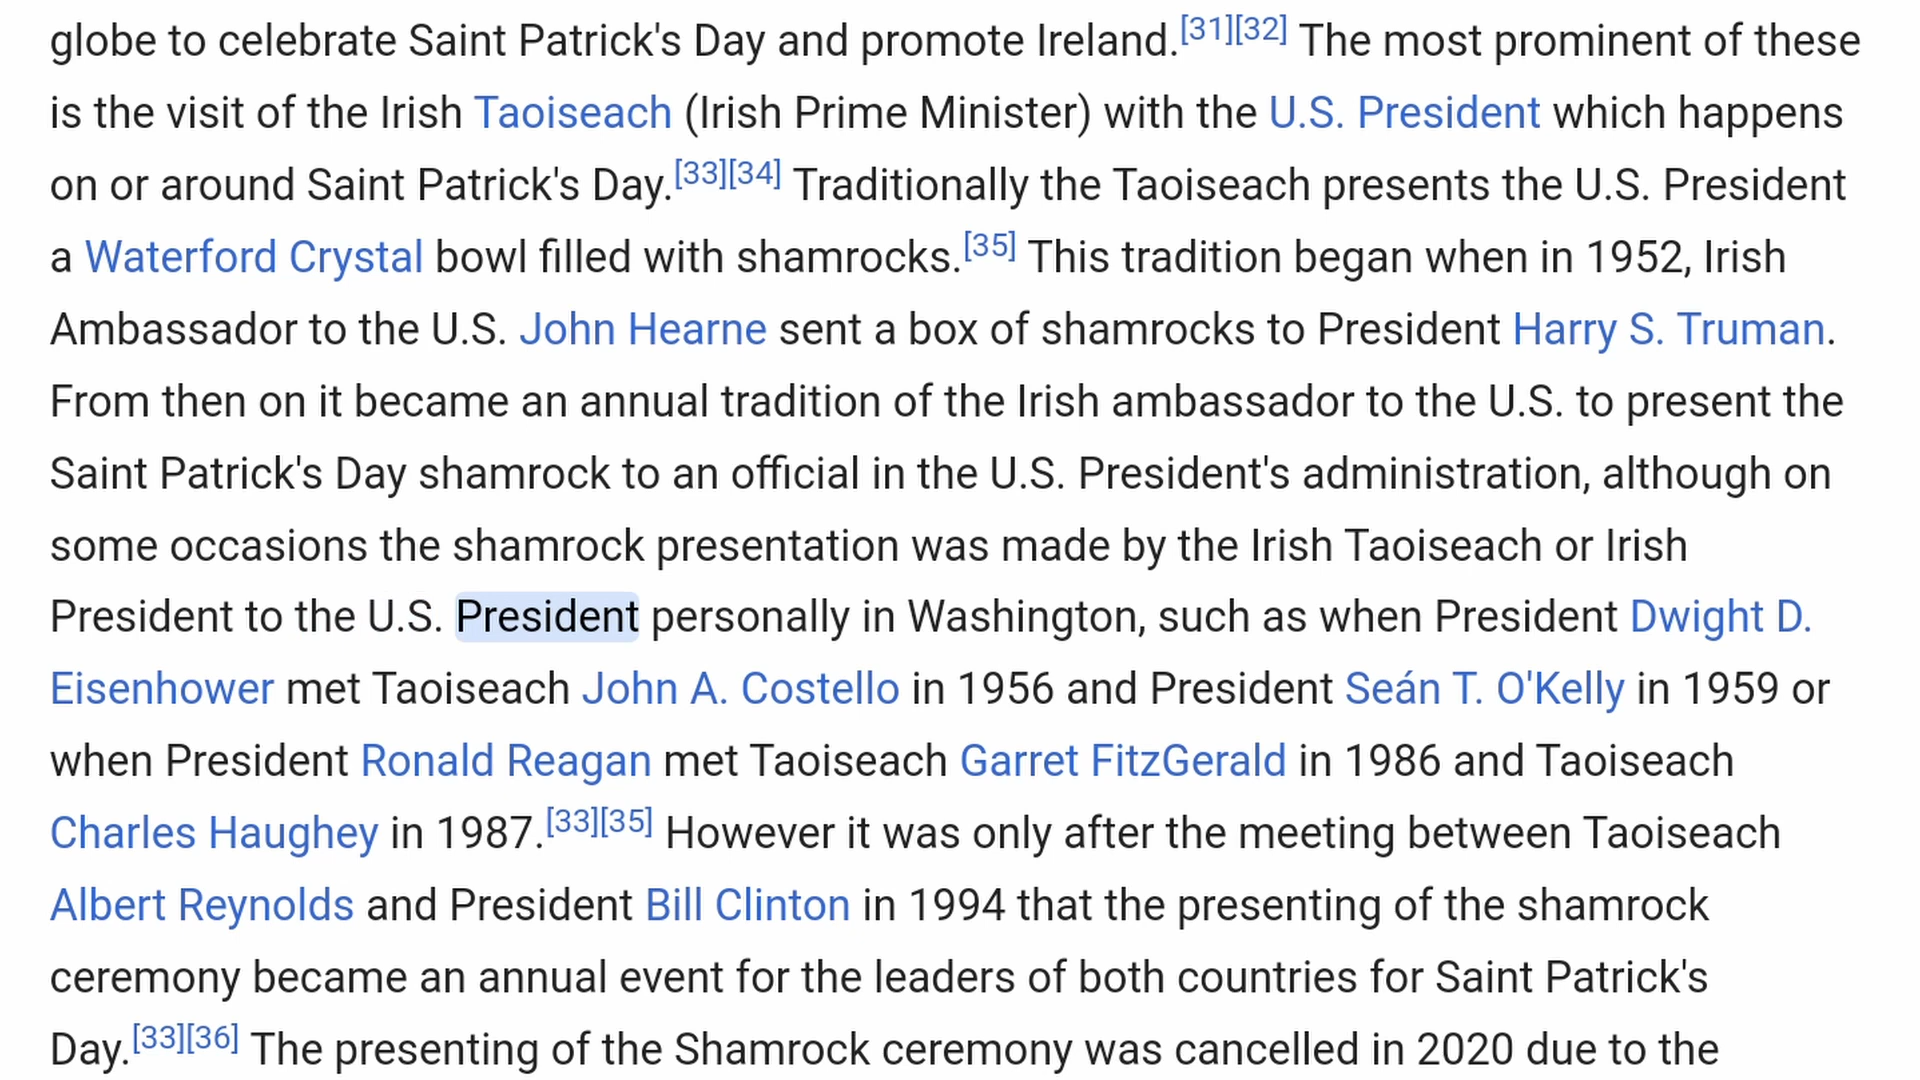 globe to celebrate Saint Patrick's Day and promote Ireland.[31][32] The most prominent of these
is the visit of the Irish Taoiseach (Irish Prime Minister) with the U.S. President which happens
on or around Saint Patrick's Day.[33][34] Traditionally the Taoiseach presents the U.S. President
a Waterford Crystal bowl filled with shamrocks.[35] This tradition began when in 1952, Irish
Ambassador to the U.S. John Hearne sent a box of shamrocks to President Harry S. Truman.
From then on it became an annual tradition of the Irish ambassador to the U.S. to present the
Saint Patrick's Day shamrock to an official in the U.S. President's administration, although on
some occasions the shamrock presentation was made by the Irish Taoiseach or Irish
President to the U.S. President personally in Washington, such as when President Dwight D.
Eisenhower met Taoiseach John A. Costello in 1956 and President Seán T. O'Kelly in 1959 or
when President Ronald Reagan met Taoiseach Garret FitzGerald in 1986 and Taoiseach
Charles Haughey in 1987.[33][35] However it was only after the meeting between Taoiseach
Albert Reynolds and President Bill Clinton in 1994 that the presenting of the shamrock
ceremony became an annual event for the leaders of both countries for Saint Patrick's
Day.[33][36] The presenting of the Shamrock ceremony was cancelled in 2020 due to the